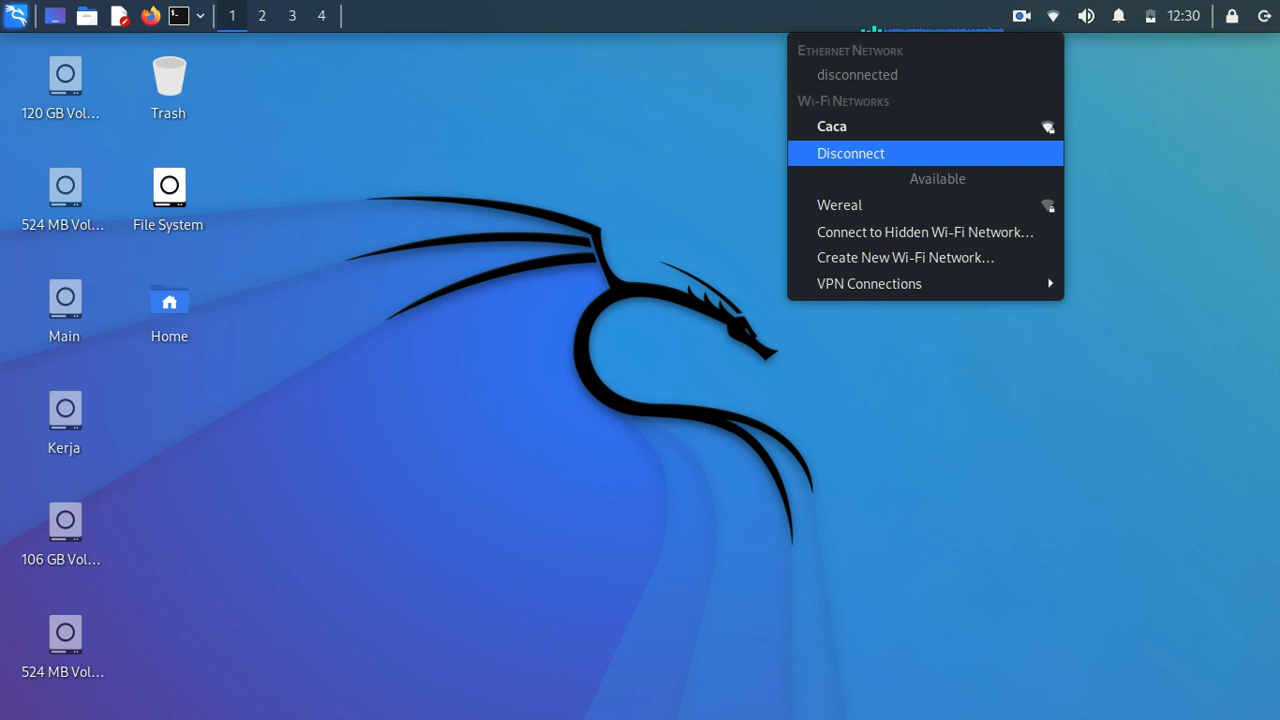 1 2 3 4
12:30
Ethernet Network
disconnected
Wi-Fi Networks
Caca
Disconnect
Available
Wereal
Connect to Hidden Wi-Fi Network…
Create New Wi-Fi Network…
VPN Connections
120 GB Vol…
Trash
524 MB Vol…
File System
Main
Home
Kerja
106 GB Vol…
524 MB Vol…